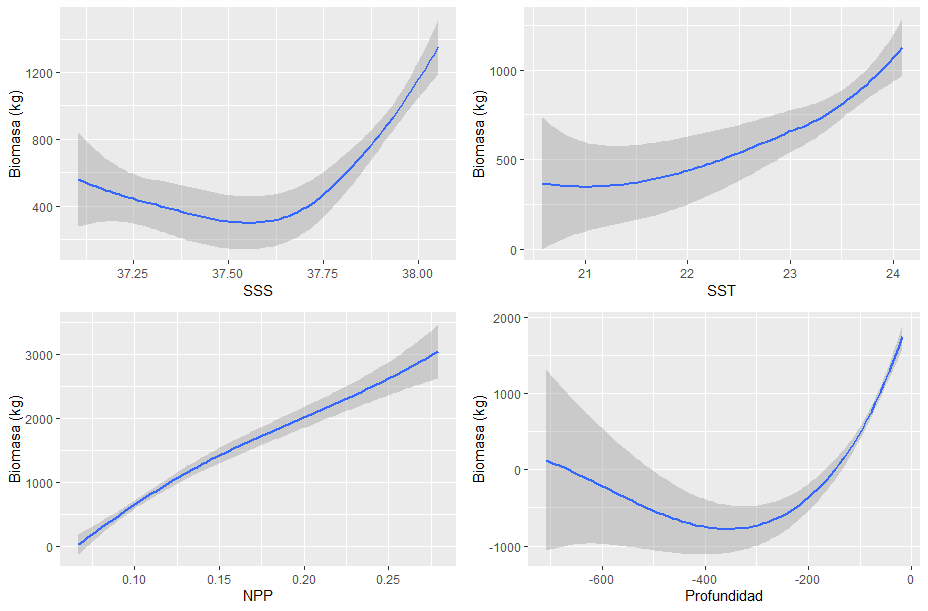 Biomasa (kg)
1200
800
400
37.25 37.50 37.75 38.00
SSS
Biomasa (kg)
1000
500
0
21 22 23 24
SST
Biomasa (kg)
3000
2000
1000
0
0.10 0.15 0.20 0.25
NPP
Biomasa (kg)
2000
1000
0
-1000
-600 -400 -200 0
Profundidad